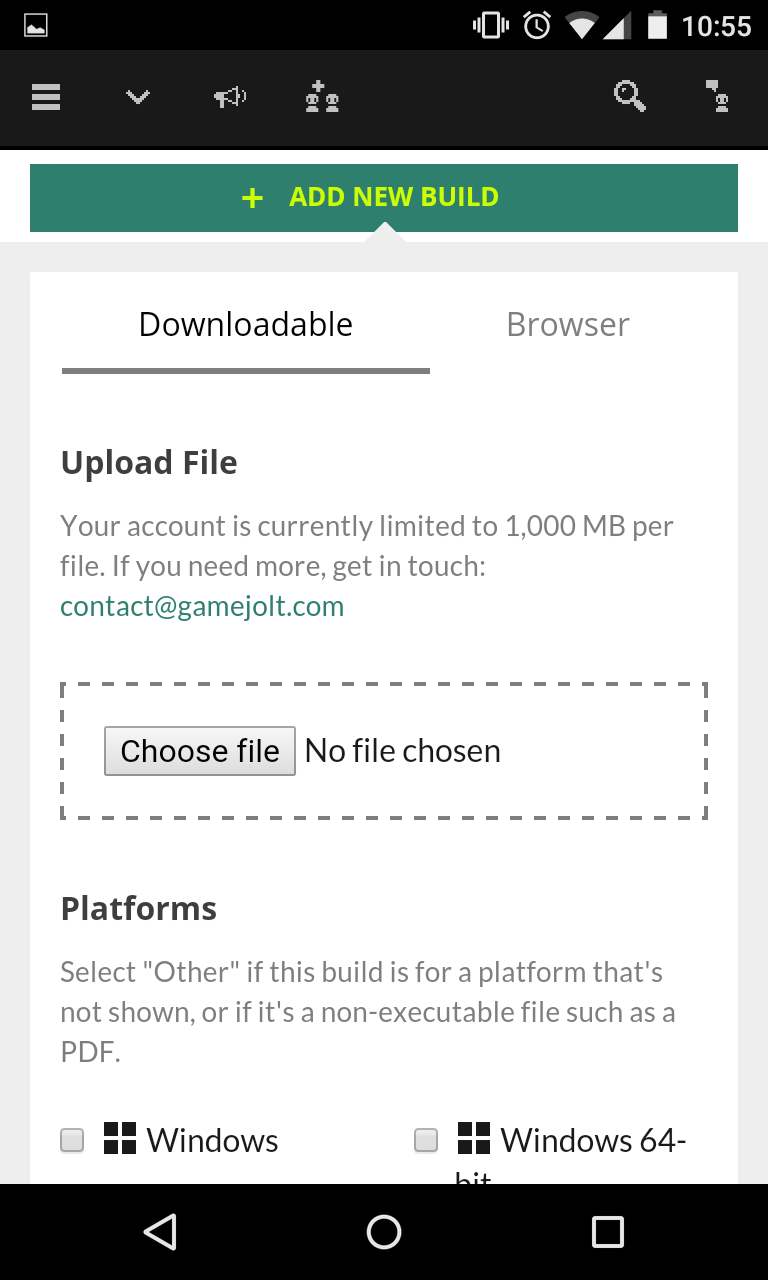 10:55
+ ADD NEW BUILD
Downloadable
Browser
Upload File
Your account is currently limited to 1,000 MB per
file. If you need more, get in touch:
contact@gamejolt.com
Choose file No file chosen
Platforms
Select "Other" if this build is for a platform that's
not shown, or if it's a non-executable file such as a
PDF.
Windows
Windows 64-
bit